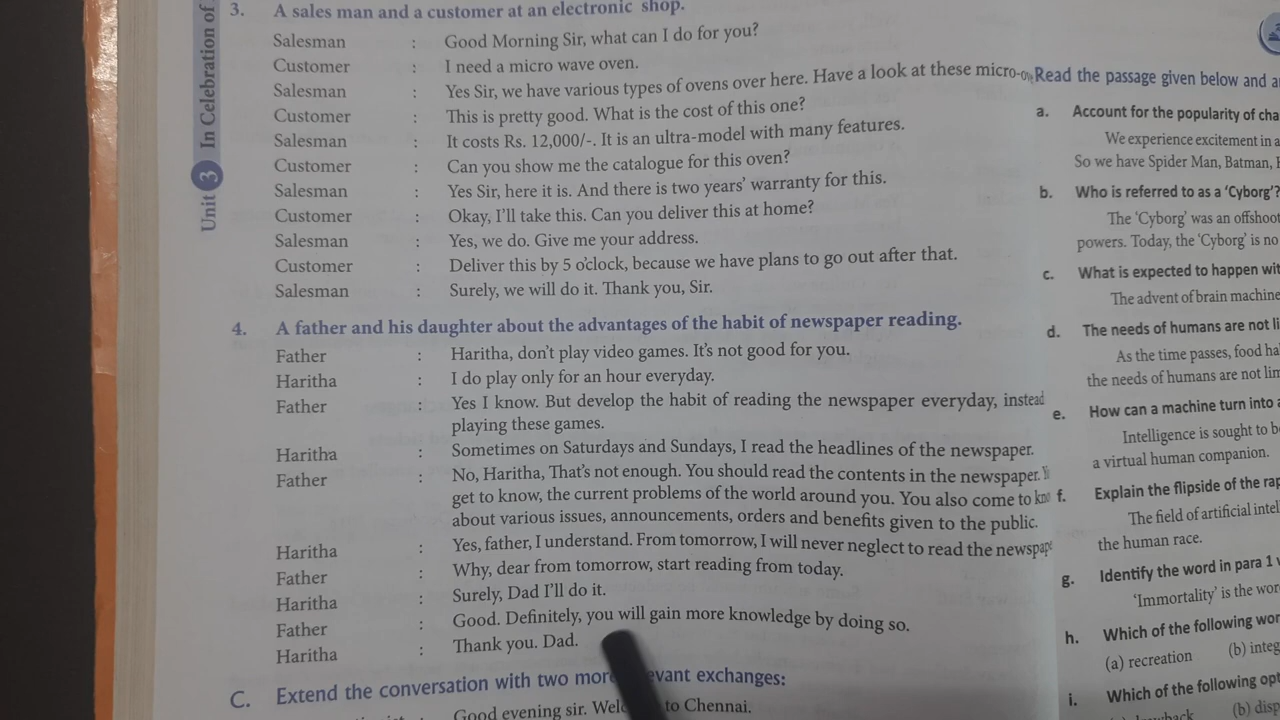 Unit 3 In Celebration of
3. A sales man and a customer at an electronic shop.
Salesman : Good Morning Sir, what can I do for you?
Customer : I need a micro wave oven.
Salesman : Yes Sir, we have various types of ovens over here. Have a look at these micro-
Customer : This is pretty good. What is the cost of this one?
Salesman : It costs Rs. 12,000/-. It is an ultra-model with many features.
Customer : Can you show me the catalogue for this oven?
Salesman : Yes Sir, here it is. And there is two years' warranty for this.
Customer : Okay, I'll take this. Can you deliver this at home?
Salesman : Yes, we do. Give me your address.
Customer : Deliver this by 5 o'clock, because we have plans to go out after that.
Salesman : Surely, we will do it. Thank you, Sir.
4. A father and his daughter about the advantages of the habit of newspaper reading.
Father : Haritha, don't play video games. It's not good for you.
Haritha : I do play only for an hour everyday.
Father : Yes I know. But develop the habit of reading the newspaper everyday, instead
playing these games.
Haritha : Sometimes on Saturdays and Sundays, I read the headlines of the newspaper.
Father : No, Haritha, That's not enough. You should read the contents in the newspaper.
get to know, the current problems of the world around you. You also come to
about various issues, announcements, orders and benefits given to the public.
Haritha : Yes, father, I understand. From tomorrow, I will never neglect to read the
Father : Why, dear from tomorrow, start reading from today.
Haritha : Surely, Dad I'll do it.
Father : Good. Definitely, you will gain more knowledge by doing so.
Haritha : Thank you. Dad.
C. Extend the conversation with two exchanges:
Good evening sir. to Chennai.
Read the passage given below and
a. Account for the popularity of
We experience excitement in
So we have Spider Man, Batman,
b. Who is referred to as a 'Cyborg'?
The 'Cyborg' was an offshoot
powers. Today, the 'Cyborg' is
c. What is expected to happen
The advent of brain machine
d. The needs of humans are not
As the time passes, food
the needs of humans are not
e. How can a machine turn into
Intelligence is sought to
a virtual human companion.
f. Explain the flipside of the
The field of artificial
the human race.
g. Identify the word in para 1
'Immortality' is the
h. Which of the following
(a) recreation (b)
i. Which of the following
(b)